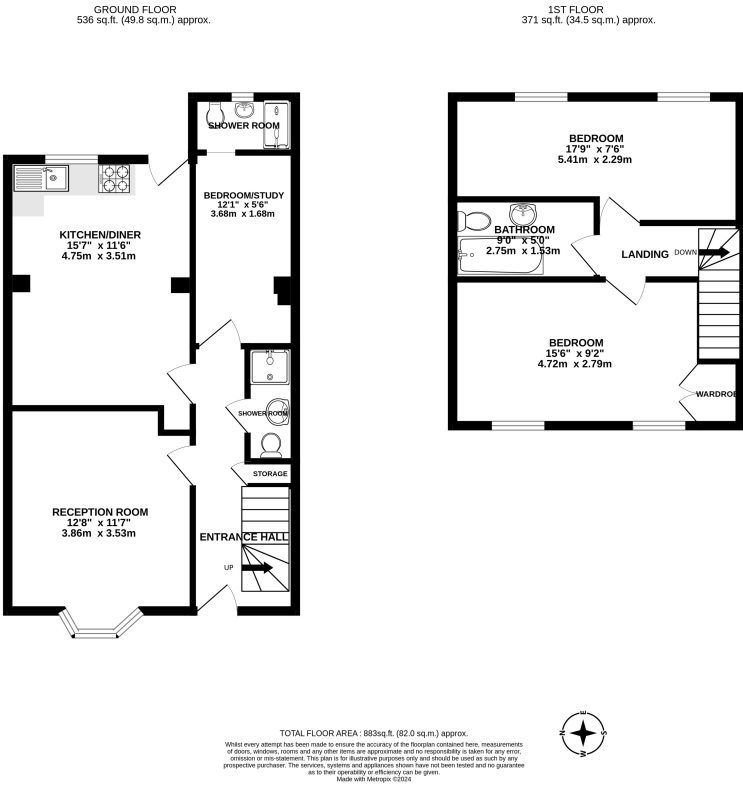 GROUND FLOOR
536 sq.ft. (49.8 sq.m.) approx.
1ST FLOOR
371 sq.ft. (34.5 sq.m.) approx.
SHOWER ROOM
BEDROOM/STUDY
12'1" x 5'6"
3.68m x 1.68m
KITCHEN/DINER
15'7" x 11'6"
4.75m x 3.51m
SHOWER ROOM
STORAGE
RECEPTION ROOM
12'8" x 11'7"
3.86m x 3.53m
ENTRANCE HALL
UP
BEDROOM
17'9" x 7'6"
5.41m x 2.29m
BATHROOM
9'0" x 5'0"
2.75m x 1.53m
LANDING
DOWN
BEDROOM
15'6" x 9'2"
4.72m x 2.79m
WARDROB
TOTAL FLOOR AREA : 883sq.ft. (82.0 sq.m.) approx.
Whilst every attempt has been made to ensure the accuracy of the floorplan contained here, measurements
of doors, windows, rooms and any other items are approximate and no responsibility is taken for any error,
omission or mis-statement. This plan is for illustrative purposes only and should be used as such by any
prospective purchaser. The services, systems and appliances shown have not been tested and no guarantee
as to their operability or efficiency can be given.
Made with Metropix ©2024
E
N
S
W